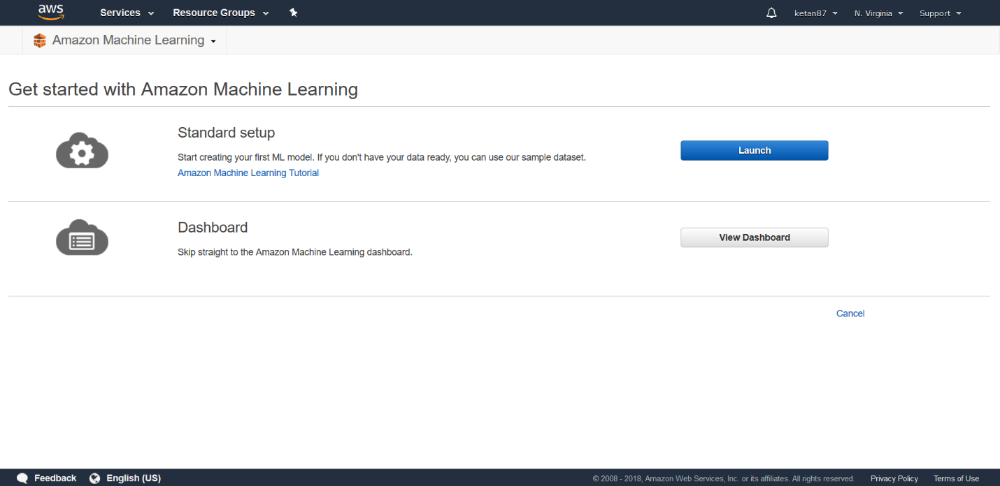 aws Services Resource Groups ketan87 N. Virginia Support
Amazon Machine Learning
Get started with Amazon Machine Learning
Standard setup
Start creating your first ML model. If you don't have your data ready, you can use our sample dataset.
Amazon Machine Learning Tutorial
Launch
Dashboard
Skip straight to the Amazon Machine Learning dashboard.
View Dashboard
Cancel
Feedback English (US) © 2008 - 2018, Amazon Web Services, Inc. or its affiliates. All rights reserved. Privacy Policy Terms of Use